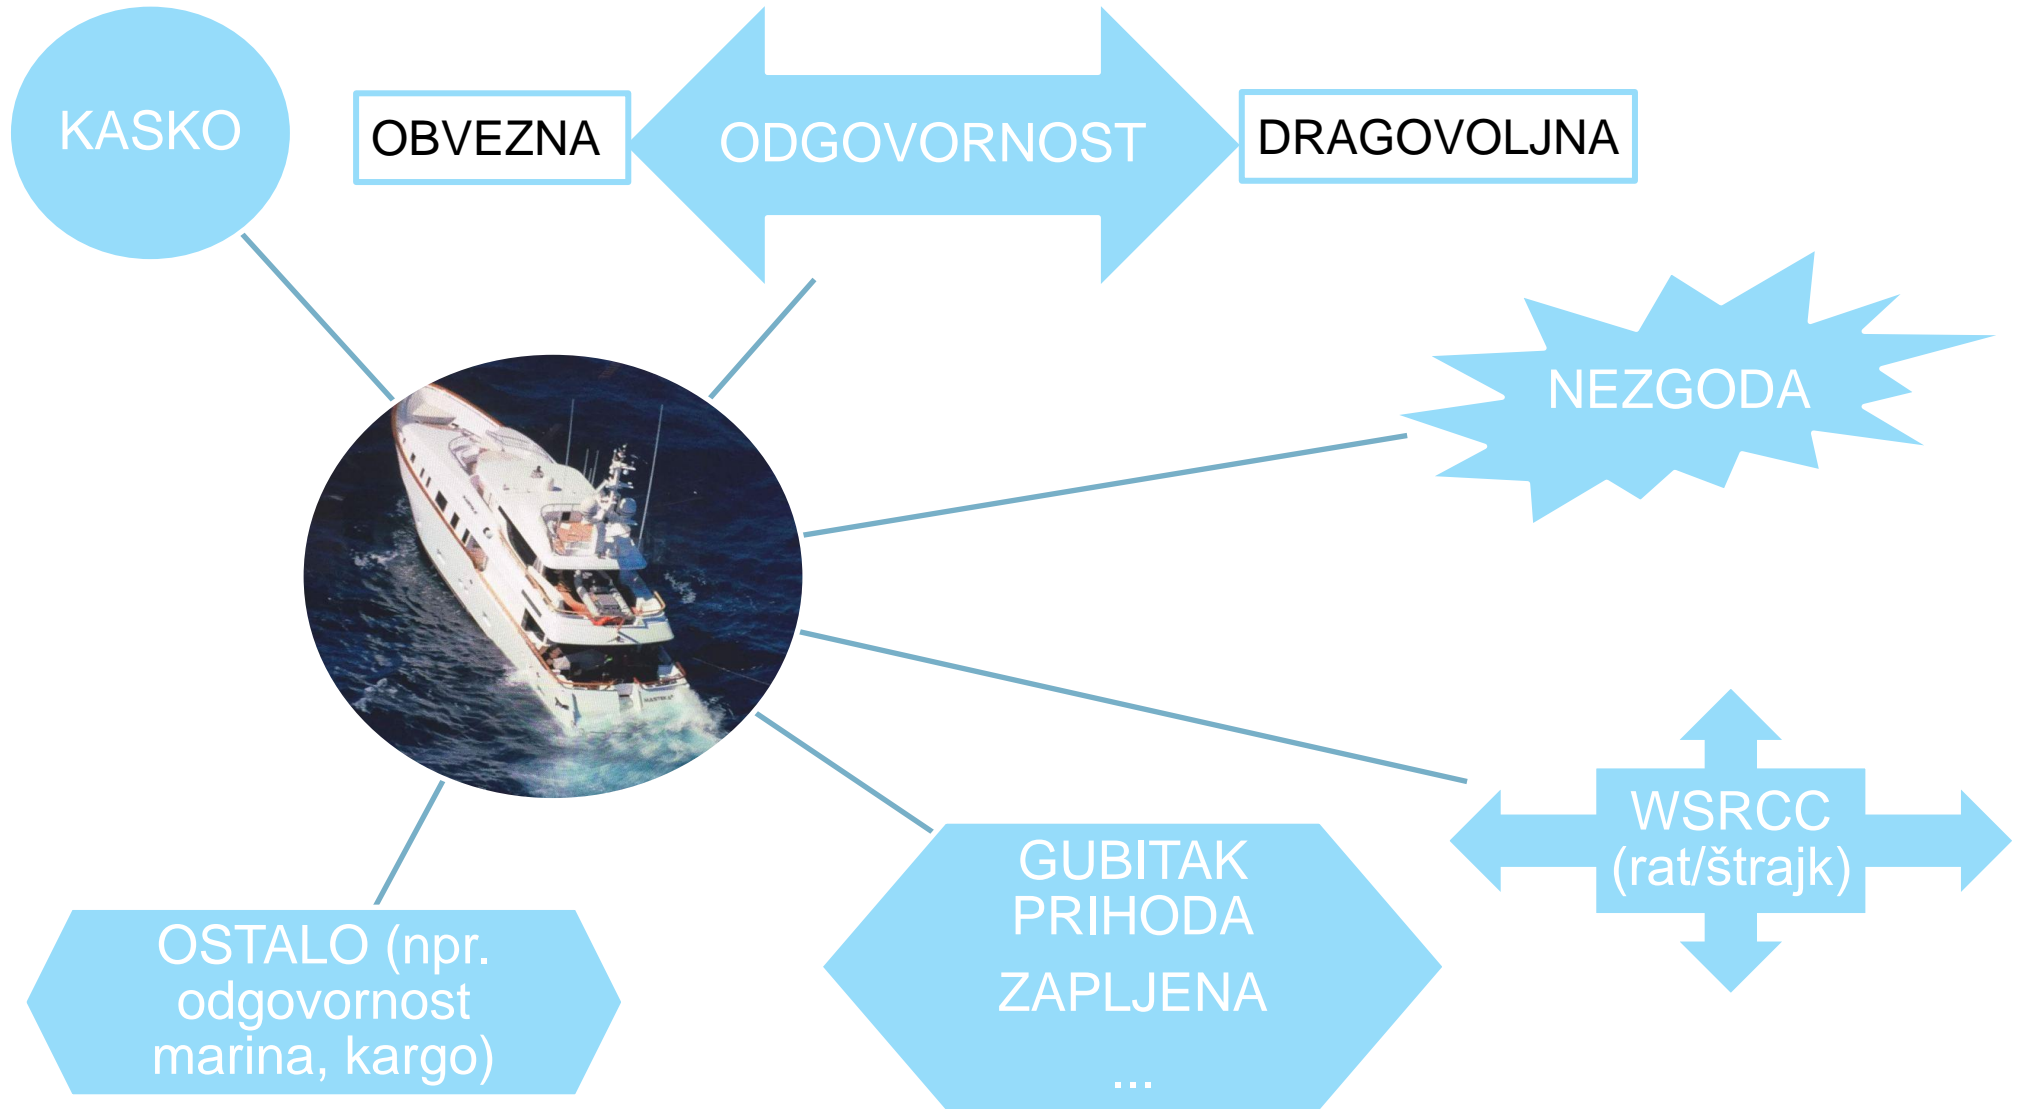 KASKO
OBVEZNA
ODGOVORNOST
DRAGOVOLJNA
NEZGODA
WSRCC
(rat/štrajk)
GUBITAK
PRIHODA
ZAPLJENA
...
OSTALO (npr.
odgovornost
marina, kargo)